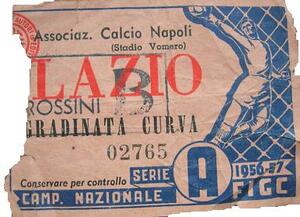 Associaz. Calcio Napoli
(Stadio Vomero)
LAZIO
B
ROSSINI
GRADINATA CURVA
02765
Conservare per controllo
SERIE A 1956-57
CAMP. NAZIONALE
FIGC